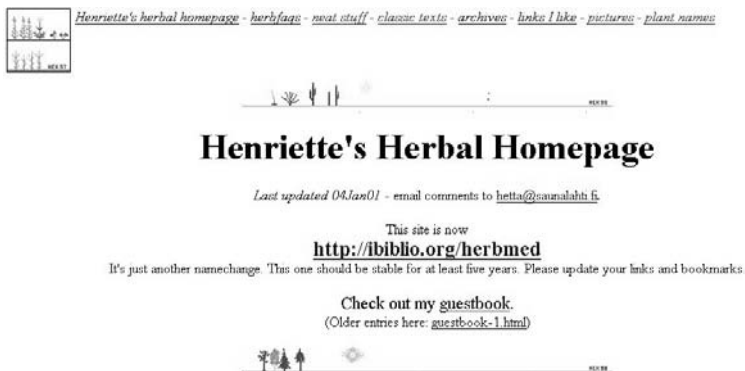 Henriette's herbal homepage - herbfaqs - neat stuff - classic texts - archives - links I like - pictures - plant names
Henriette's Herbal Homepage
Last updated 04Jan01 - email comments to hetta@saunalahti.fi.
This site is now
http://ibiblio.org/herbmed
It's just another namechange. This one should be stable for at least five years. Please update your links and bookmarks.
Check out my guestbook.
(Older entries here: guestbook-1.html)